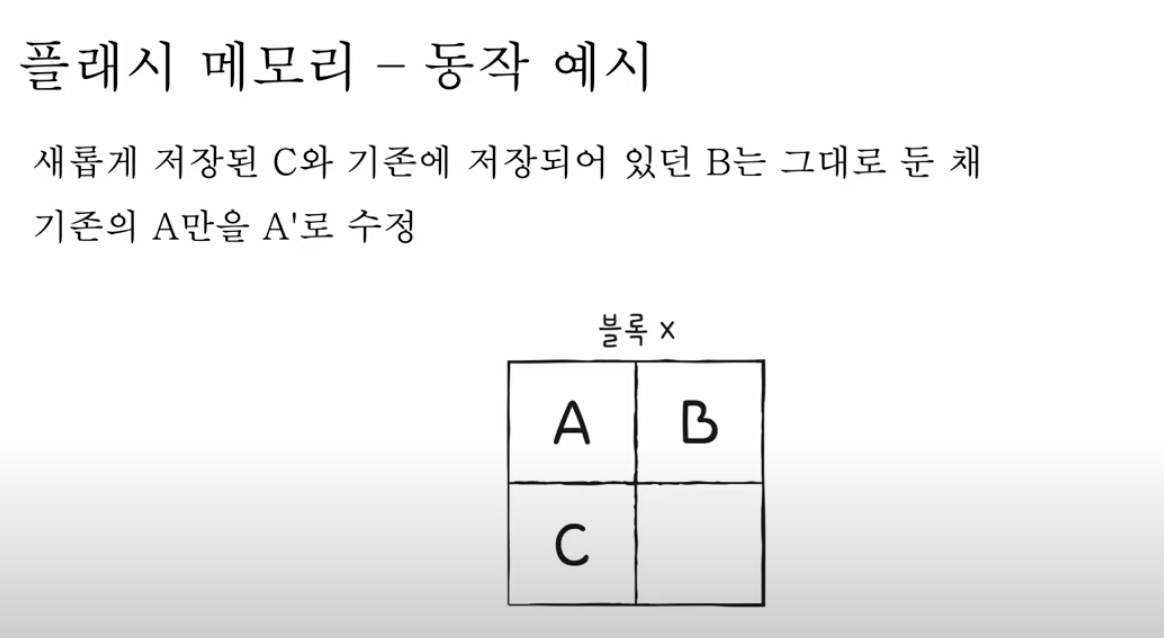 플래시 메모리 – 동작 예시
새롭게 저장된 C와 기존에 저장되어 있던 B는 그대로 둔 채
기존의 A만을 A'로 수정
블록 x
A B
C